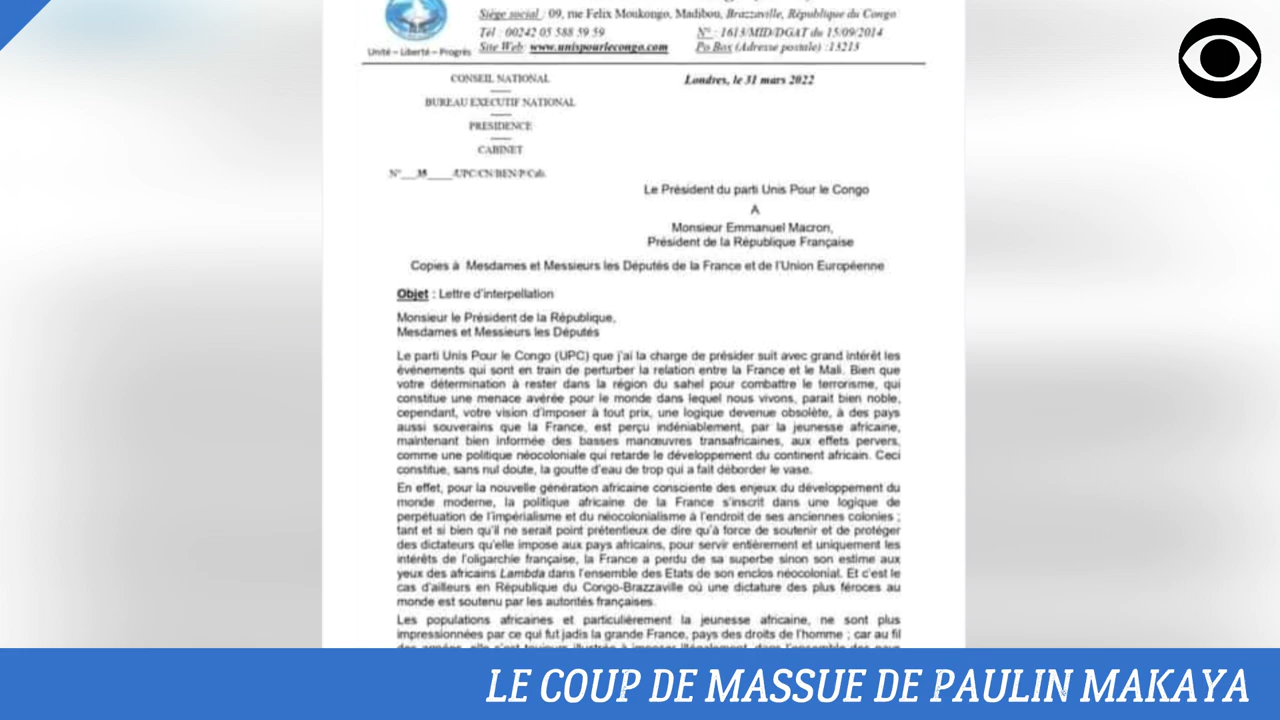 Siège social : 09, rue Felix Moukongo, Madibou, Brazzaville, République du Congo
Tél : 00242 05 588 59 59
N° : 1613/MID/DGAT du 15/09/2014
Unité – Liberté – Progrès
Site Web: www.unispourlecongo.com
Po Box (Adresse postale) :13213
CONSEIL NATIONAL
Londres, le 31 mars 2022
BUREAU EXECUTIF NATIONAL
PRESIDENCE
CABINET
N°___38____/UPC/CN/BEN/P/Cab.
Le Président du parti Unis Pour le Congo
A
Monsieur Emmanuel Macron,
Président de la République Française
Copies à Mesdames et Messieurs les Députés de la France et de l'Union Européenne
Objet : Lettre d'interpellation
Monsieur le Président de la République,
Mesdames et Messieurs les Députés
Le parti Unis Pour le Congo (UPC) que j'ai la charge de présider suit avec grand intérêt les
événements qui sont en train de perturber la relation entre la France et le Mali. Bien que
votre détermination à rester dans la région du sahel pour combattre le terrorisme, qui
constitue une menace avérée pour le monde dans lequel nous vivons, parait bien noble,
cependant, votre vision d'imposer à tout prix, une logique devenue obsolète, à des pays
aussi souverains que la France, est perçu indéniablement, par la jeunesse africaine,
maintenant bien informée des basses manœuvres transafricaines, aux effets pervers,
comme une politique néocoloniale qui retarde le développement du continent africain. Ceci
constitue, sans nul doute, la goutte d'eau de trop qui a fait déborder le vase.
En effet, pour la nouvelle génération africaine consciente des enjeux du développement du
monde moderne, la politique africaine de la France s'inscrit dans une logique de
perpétuation de l'impérialisme et du néocolonialisme à l'endroit de ses anciennes colonies ;
tant et si bien qu'il ne serait point prétentieux de dire qu'à force de soutenir et de protéger
des dictateurs qu'elle impose aux pays africains, pour servir entièrement et uniquement les
intérêts de l'oligarchie française, la France a perdu de sa superbe sinon son estime aux
yeux des africains Lambda dans l'ensemble des Etats de son enclos néocolonial. Et c'est le
cas d'ailleurs en République du Congo-Brazzaville où une dictature des plus féroces au
monde est soutenu par les autorités françaises.
Les populations africaines et particulièrement la jeunesse africaine, ne sont plus
impressionnées par ce qui fut jadis la grande France, pays des droits de l'homme ; car au fil
LE COUP DE MASSUE DE PAULIN MAKAYA